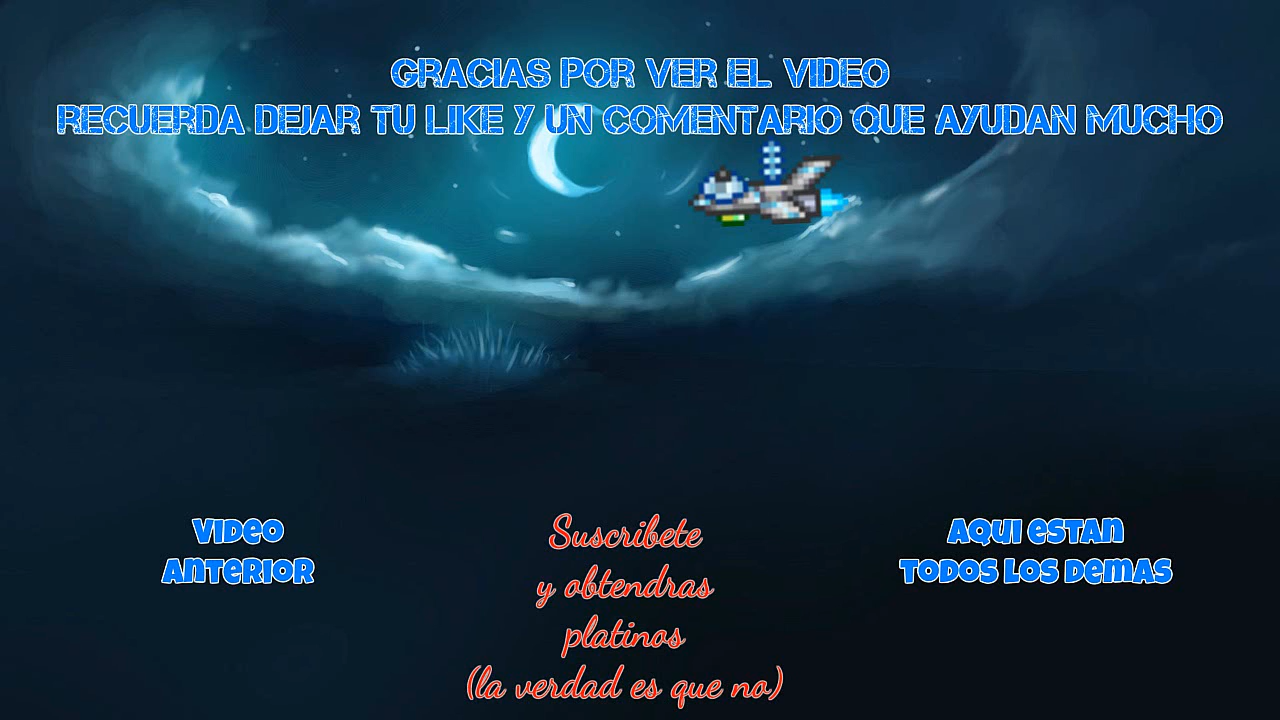 GRACIAS POR VER EL VIDEO
RECUERDA DEJAR TU LIKE Y UN COMENTARIO QUE AYUDAN MUCHO
Video
Anterior
Suscribete
y obtendras
platinos
(la verdad es que no)
Aqui estan
todos los demas